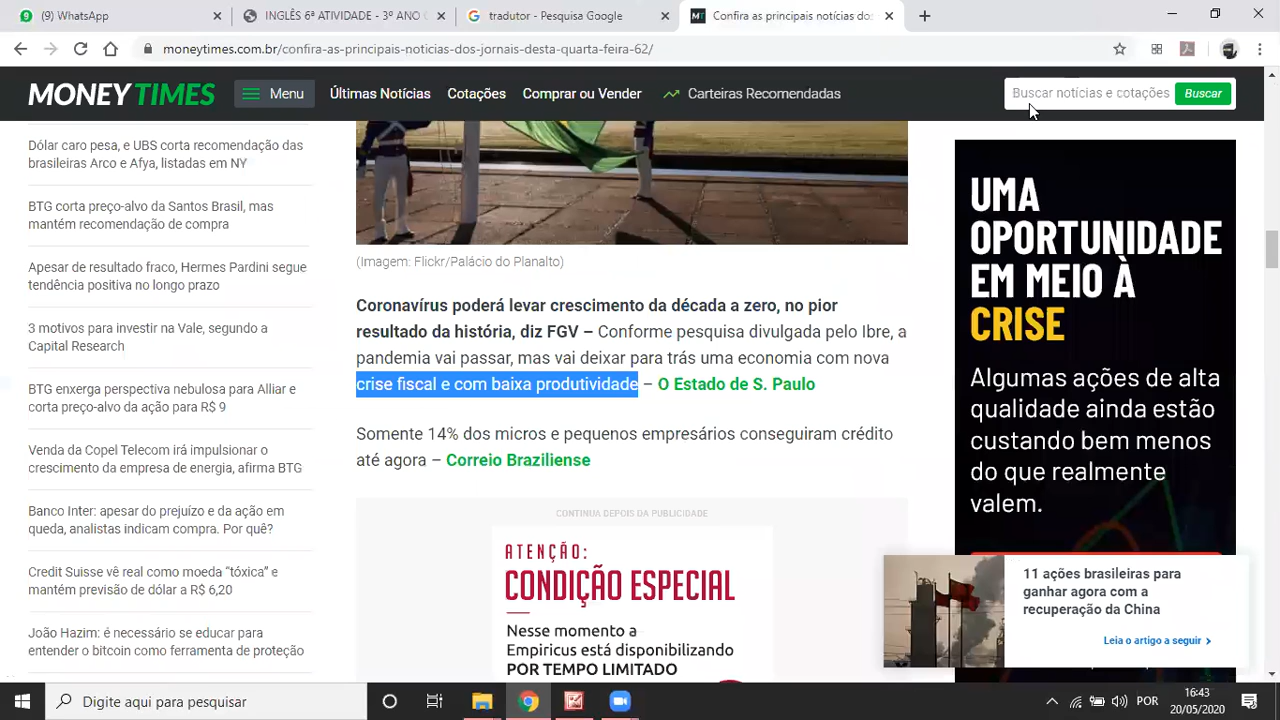 (9) WhatsApp
INGLÊS 6ª ATIVIDADE - 3º ANO
tradutor - Pesquisa Google
Confira as principais notícias dos
moneytimes.com.br/confira-as-principais-noticias-dos-jornais-desta-quarta-feira-62/
MONEY TIMES
Menu
Últimas Notícias
Cotações
Comprar ou Vender
Carteiras Recomendadas
Buscar notícias e cotações
Buscar
Dólar caro pesa, e UBS corta recomendação das
brasileiras Arco e Afya, listadas em NY
BTG corta preço-alvo da Santos Brasil, mas
mantém recomendação de compra
Apesar de resultado fraco, Hermes Pardini segue
tendência positiva no longo prazo
3 motivos para investir na Vale, segundo a
Capital Research
BTG enxerga perspectiva nebulosa para Alliar e
corta preço-alvo da ação para R$ 9
Venda da Copel Telecom irá impulsionar o
crescimento da empresa de energia, afirma BTG
Banco Inter: apesar do prejuízo e da ação em
queda, analistas indicam compra. Por quê?
Credit Suisse vê real como moeda “tóxica” e
mantém previsão de dólar a R$ 6,20
João Hazim: é necessário se educar para
entender o bitcoin como ferramenta de proteção
(Imagem: Flickr/Palácio do Planalto)
Coronavírus poderá levar crescimento da década a zero, no pior
resultado da história, diz FGV – Conforme pesquisa divulgada pelo Ibre, a
pandemia vai passar, mas vai deixar para trás uma economia com nova
crise fiscal e com baixa produtividade – O Estado de S. Paulo
Somente 14% dos micros e pequenos empresários conseguiram crédito
até agora – Correio Braziliense
CONTINUA DEPOIS DA PUBLICIDADE
ATENÇÃO:
CONDIÇÃO ESPECIAL
Nesse momento a
Empiricus está disponibilizando
POR TEMPO LIMITADO
UMA
OPORTUNIDADE
EM MEIO À
CRISE
Algumas ações de alta
qualidade ainda estão
custando bem menos
do que realmente
valem.
11 ações brasileiras para
ganhar agora com a
recuperação da China
Leia o artigo a seguir
Digite aqui para pesquisar
POR
16:43
20/05/2020